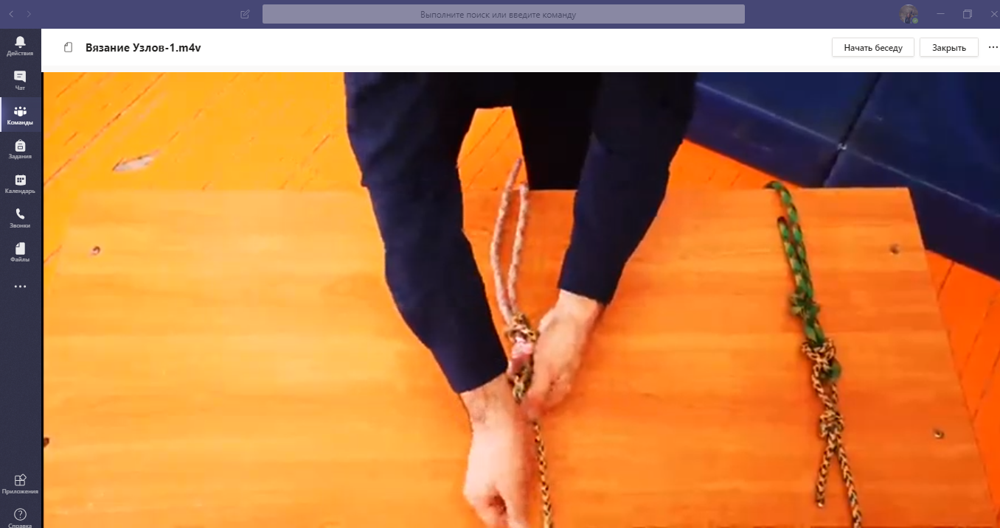 Выполните поиск или введите команду
Вязание Узлов-1.m4v
Начать беседу
Закрыть
Действия
Чат
Команды
Задания
Календарь
Звонки
Файлы
Приложения
Справка